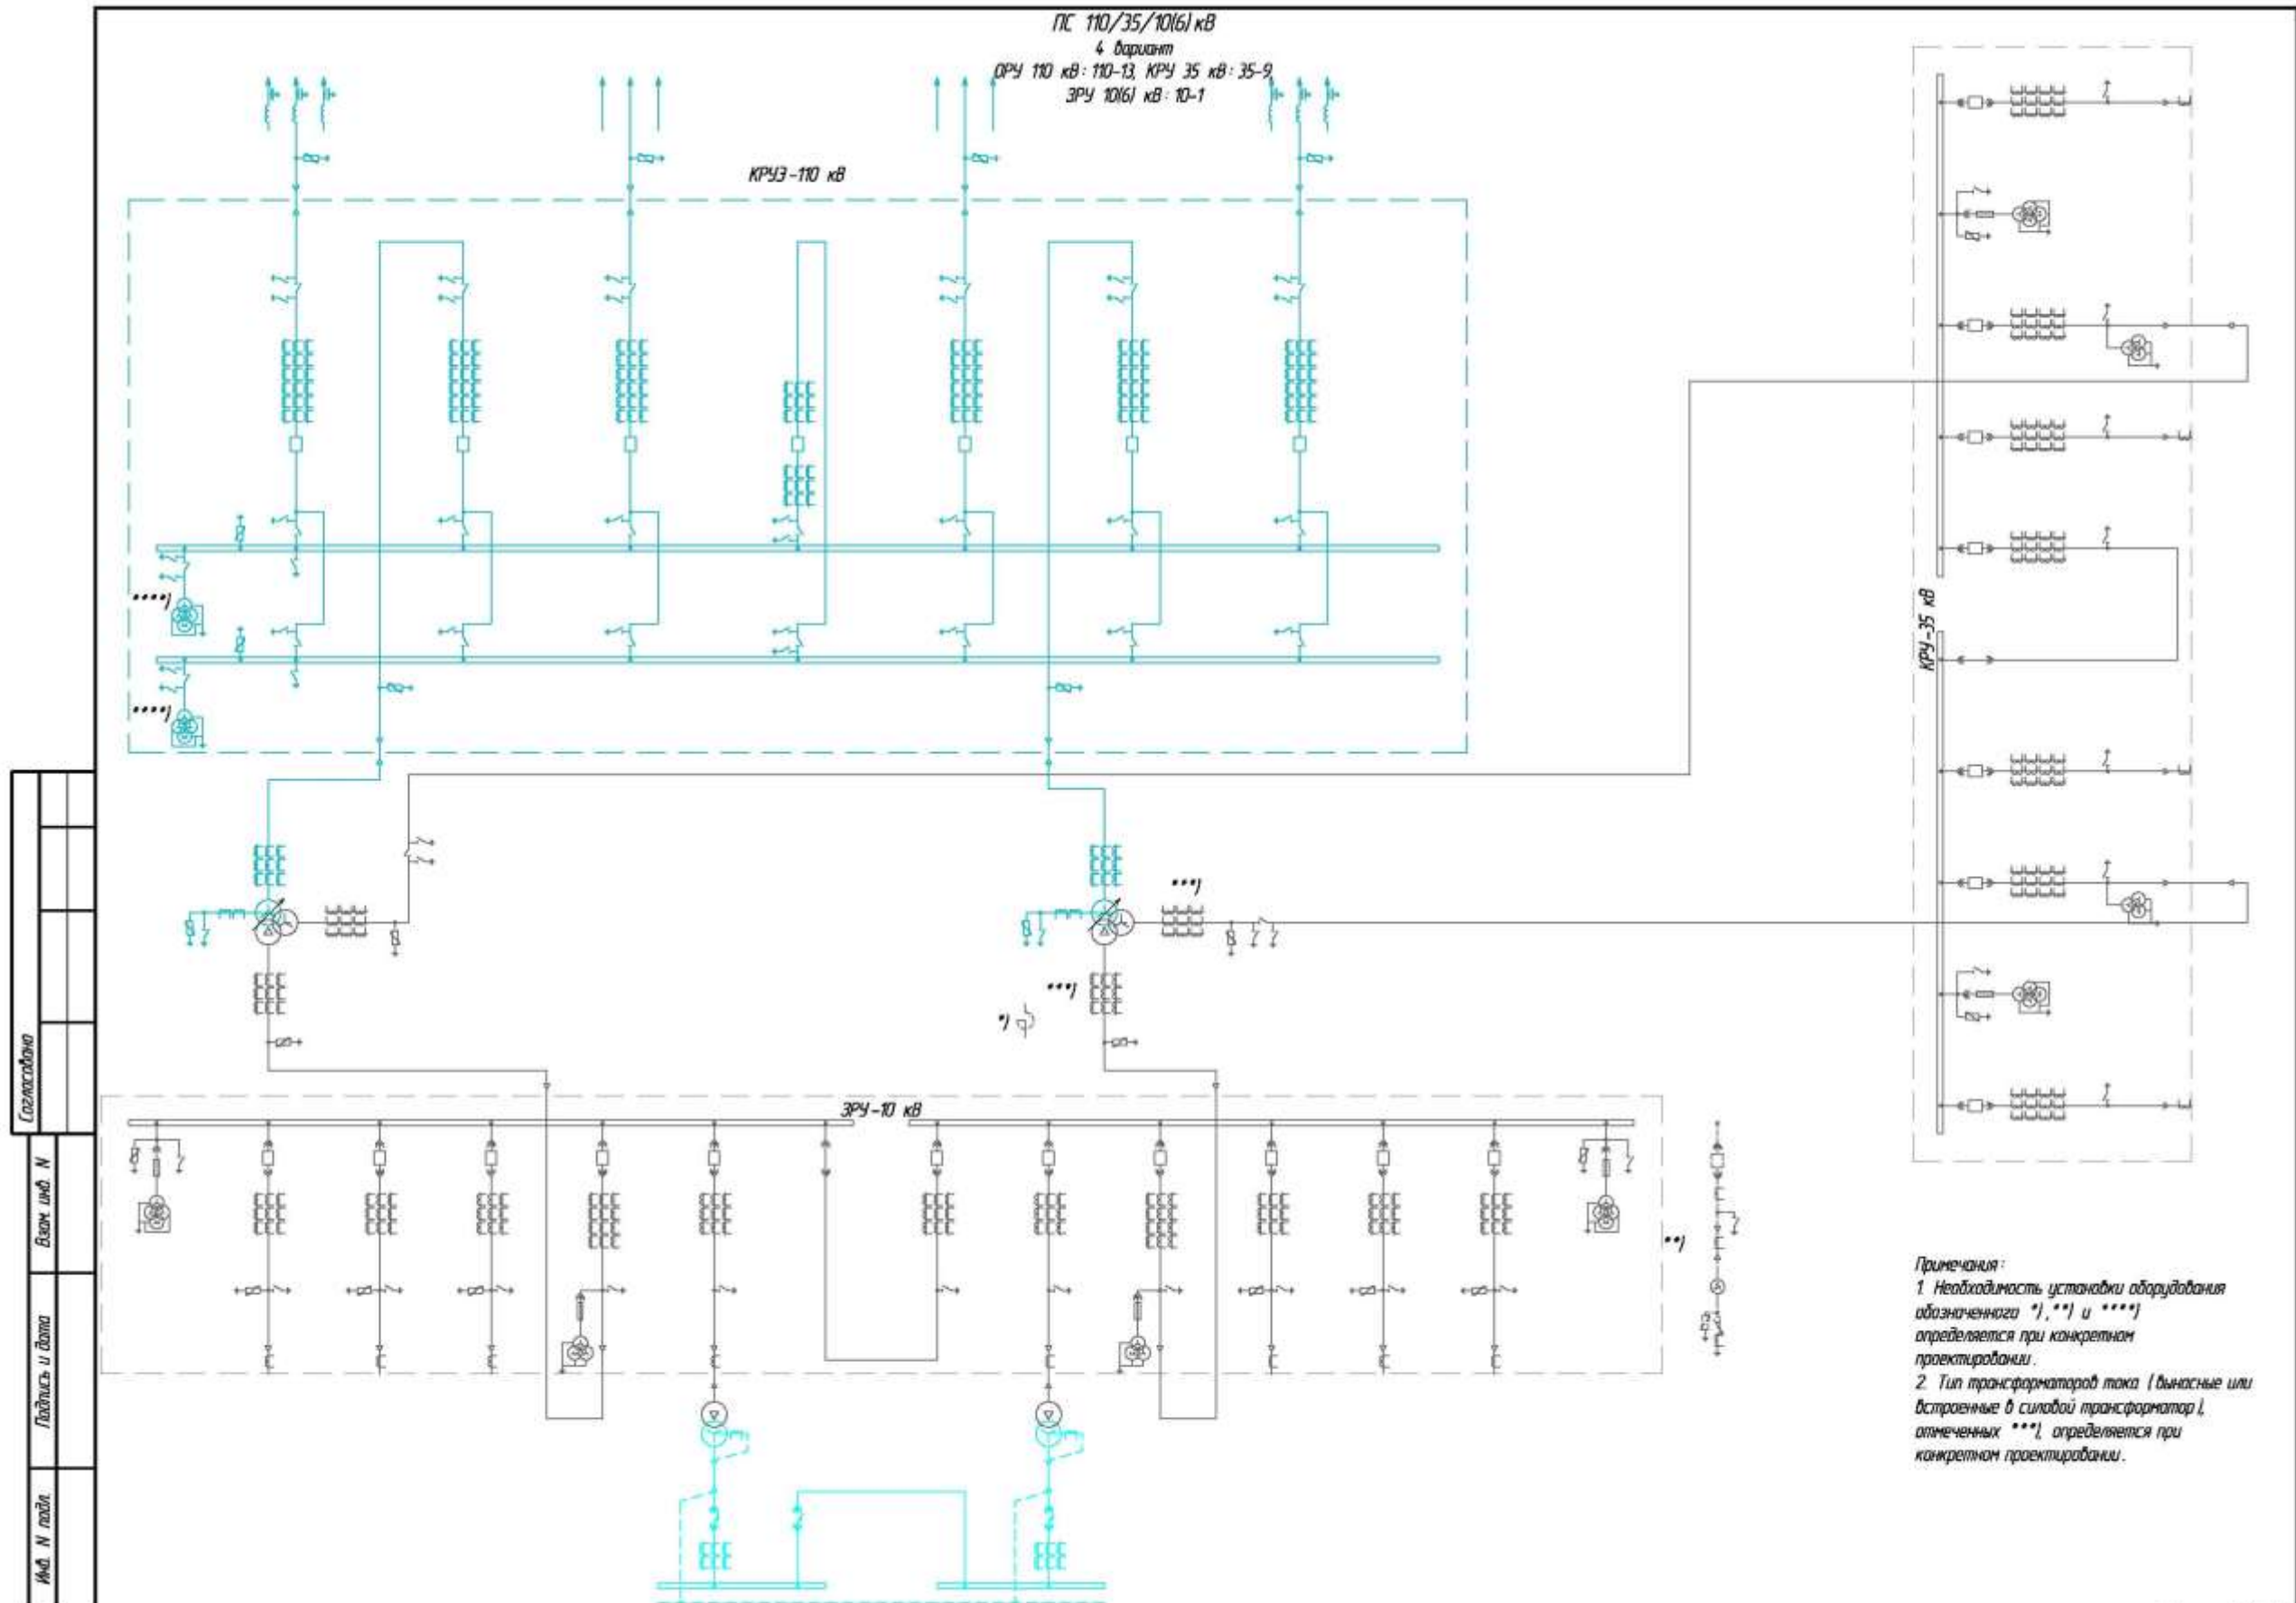 ПС 110/35/10(6) кВ
4 вариант
ОРУ 110 кВ: 110-13, КРУ 35 кВ: 35-9
ЗРУ 10(6) кВ: 10-1
КРУЭ-110 кВ
****)
****)
КРУ-35 кВ
***)
***)
*)
ЗРУ-10 кВ
**)
Примечания:
1. Необходимость установки оборудования
обозначенного *), **) и ****)
определяется при конкретном
проектировании.
2. Тип трансформаторов тока (выносные или
встроенные в силовой трансформатор),
отмеченных ***), определяется при
конкретном проектировании.
Согласовано
Взам. инв. N
Подпись и дата
Инв. N подл.